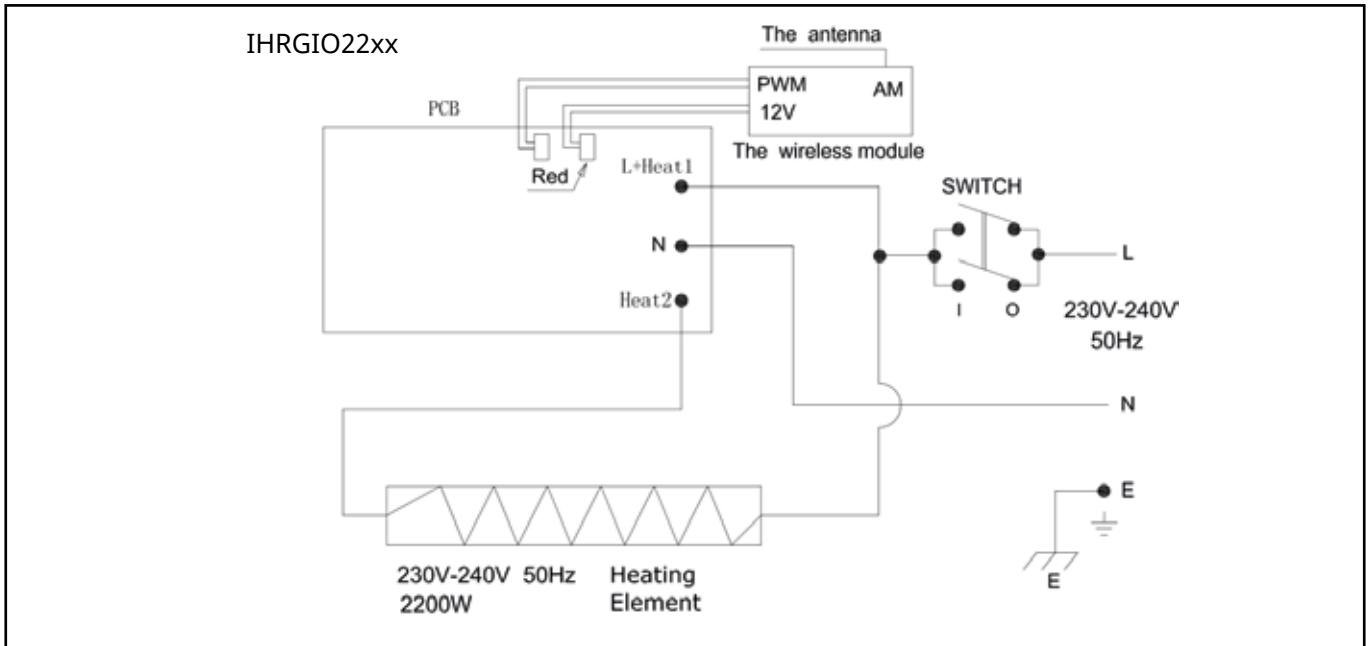 IHRGIO22xx
The antenna
PWM
AM
12V
The wireless module
PCB
Red
L+Heat1
N
Heat2
SWITCH
I
O
L
230V-240V
50Hz
N
E
E
230V-240V 50Hz
2200W
Heating
Element